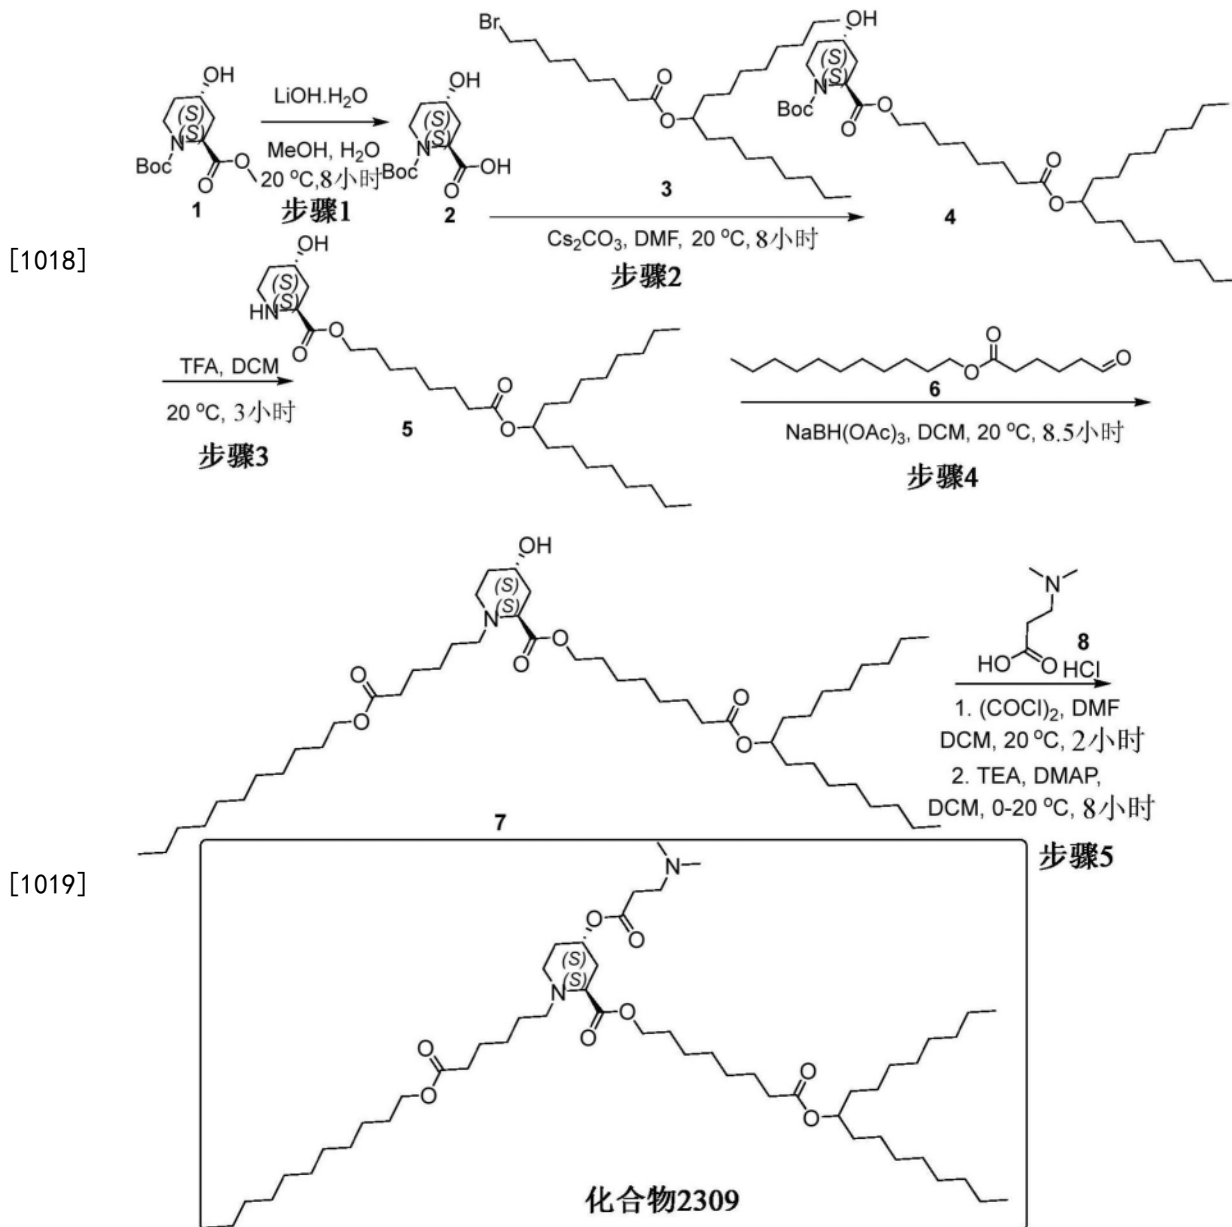 OH
(S)
(S)
N
Boc
O
O
1
LiOH.H2O
MeOH, H2O
20 °C,8小时
步骤1
OH
(S)
(S)
N
Boc
OH
O
2
Br
O
O
3
Cs2CO3, DMF, 20 °C, 8小时
步骤2
OH
(S)
(S)
N
Boc
O
O
O
O
4
[1018]
TFA, DCM
20 °C, 3小时
步骤3
OH
(S)
(S)
HN
O
O
O
O
5
O
O
O
6
NaBH(OAc)3, DCM, 20 °C, 8.5小时
步骤4
OH
(S)
(S)
N
O
O
O
O
O
O
7
N
HO
O
8
HCl
1. (COCl)2, DMF
DCM, 20 °C, 2小时
2. TEA, DMAP,
DCM, 0-20 °C, 8小时
步骤5
[1019]
N
O
O
(S)
(S)
N
O
O
O
O
O
O
化合物2309